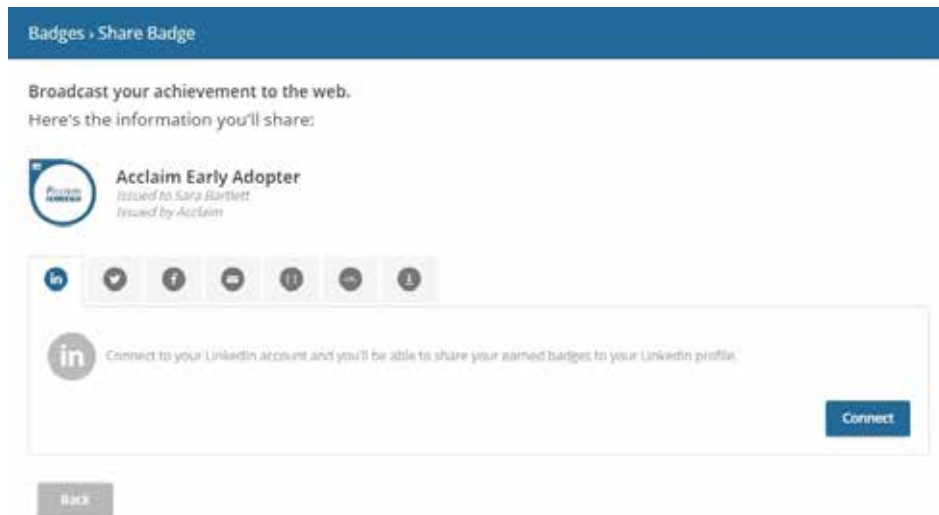 Badges › Share Badge
Broadcast your achievement to the web.
Here's the information you'll share:
Acclaim Early Adopter
Issued to Sara Bartlett
Issued by Acclaim
in
in
Connect to your LinkedIn account and you'll be able to share your earned badges to your LinkedIn profile.
Connect
Back